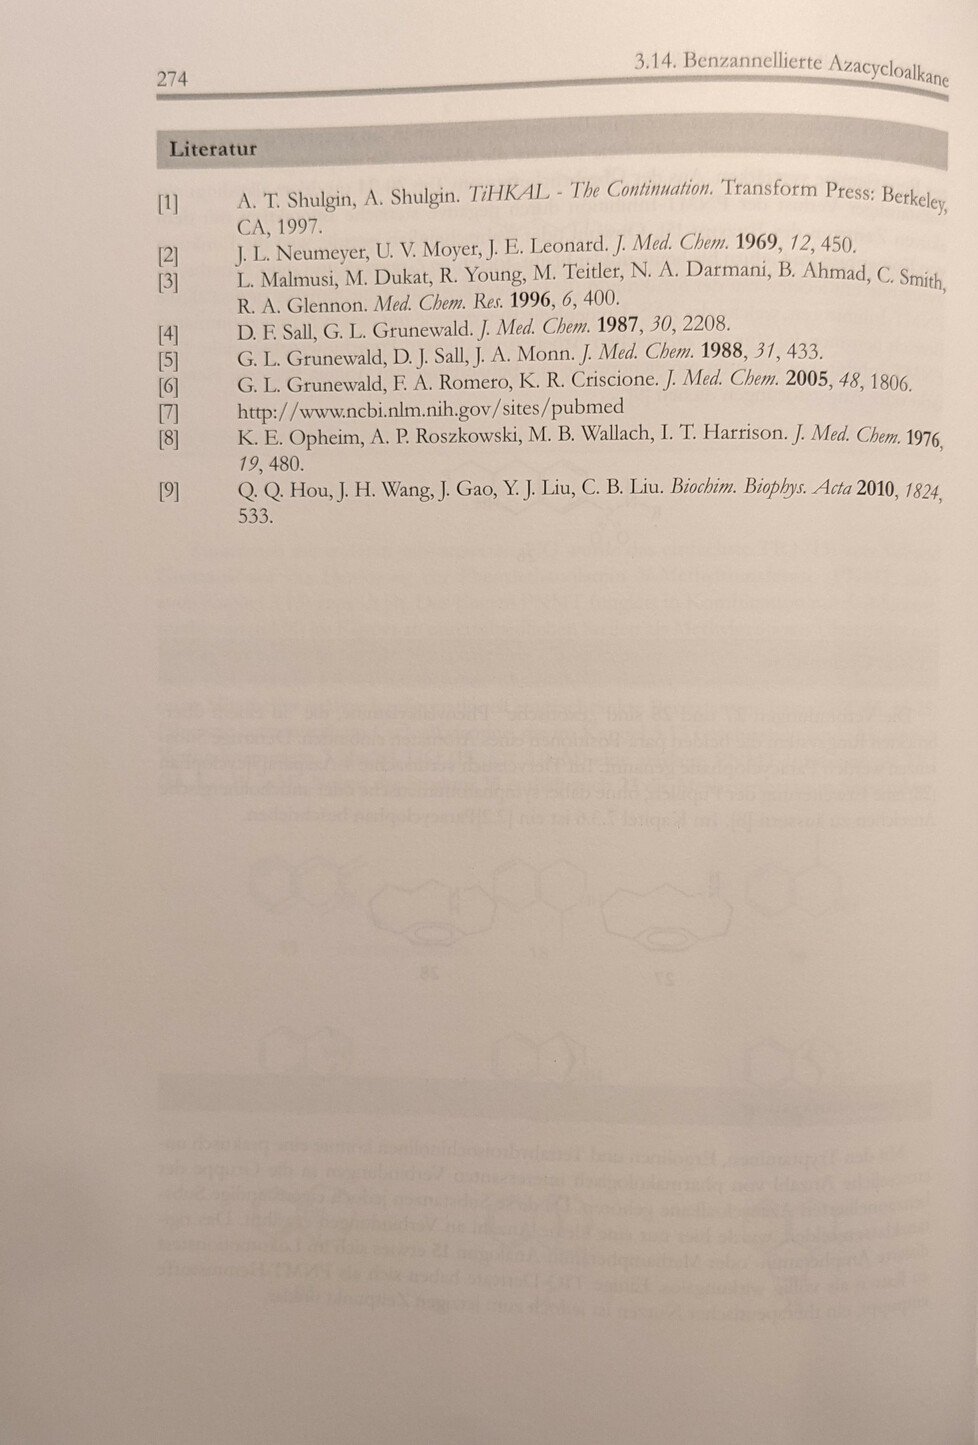 274
3.14. Benzannellierte Azacycloalkane
Literatur
[1] A. T. Shulgin, A. Shulgin. TiHKAL - The Continuation. Transform Press: Berkeley,
CA, 1997.
[2] J. L. Neumeyer, U. V. Moyer, J. E. Leonard. J. Med. Chem. 1969, 12, 450.
[3] L. Malmusi, M. Dukat, R. Young, M. Teitler, N. A. Darmani, B. Ahmad, C. Smith,
R. A. Glennon. Med. Chem. Res. 1996, 6, 400.
[4] D. F. Sall, G. L. Grunewald. J. Med. Chem. 1987, 30, 2208.
[5] G. L. Grunewald, D. J. Sall, J. A. Monn. J. Med. Chem. 1988, 31, 433.
[6] G. L. Grunewald, F. A. Romero, K. R. Criscione. J. Med. Chem. 2005, 48, 1806.
[7] http://www.ncbi.nlm.nih.gov/sites/pubmed
[8] K. E. Opheim, A. P. Roszkowski, M. B. Wallach, I. T. Harrison. J. Med. Chem. 1976,
19, 480.
[9] Q. Q. Hou, J. H. Wang, J. Gao, Y. J. Liu, C. B. Liu. Biochim. Biophys. Acta 2010, 1824,
533.